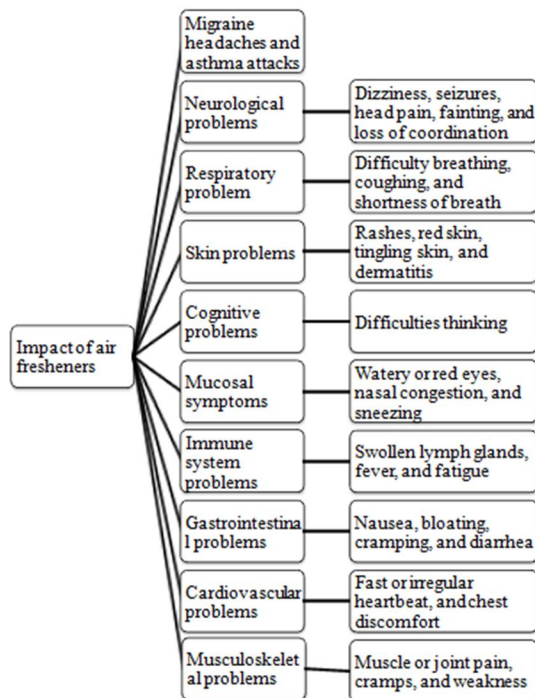 Migraine
headaches and
asthma attacks
Neurological
problems
Dizziness, seizures,
head pain, fainting, and
loss of coordination
Respiratory
problem
Difficulty breathing,
coughing, and
shortness of breath
Skin problems
Rashes, red skin,
tingling skin, and
dermatitis
Cognitive
problems
Difficulties thinking
Impact of air
fresheners
Mucosal
symptoms
Watery or red eyes,
nasal congestion, and
sneezing
Immune
system
problems
Swollen lymph glands,
fever, and fatigue
Gastrointestina
l problems
Nausea, bloating,
cramping, and diarrhea
Cardiovascular
problems
Fast or irregular
heartbeat, and chest
discomfort
Musculoskelet
al problems
Muscle or joint pain,
cramps, and weakness